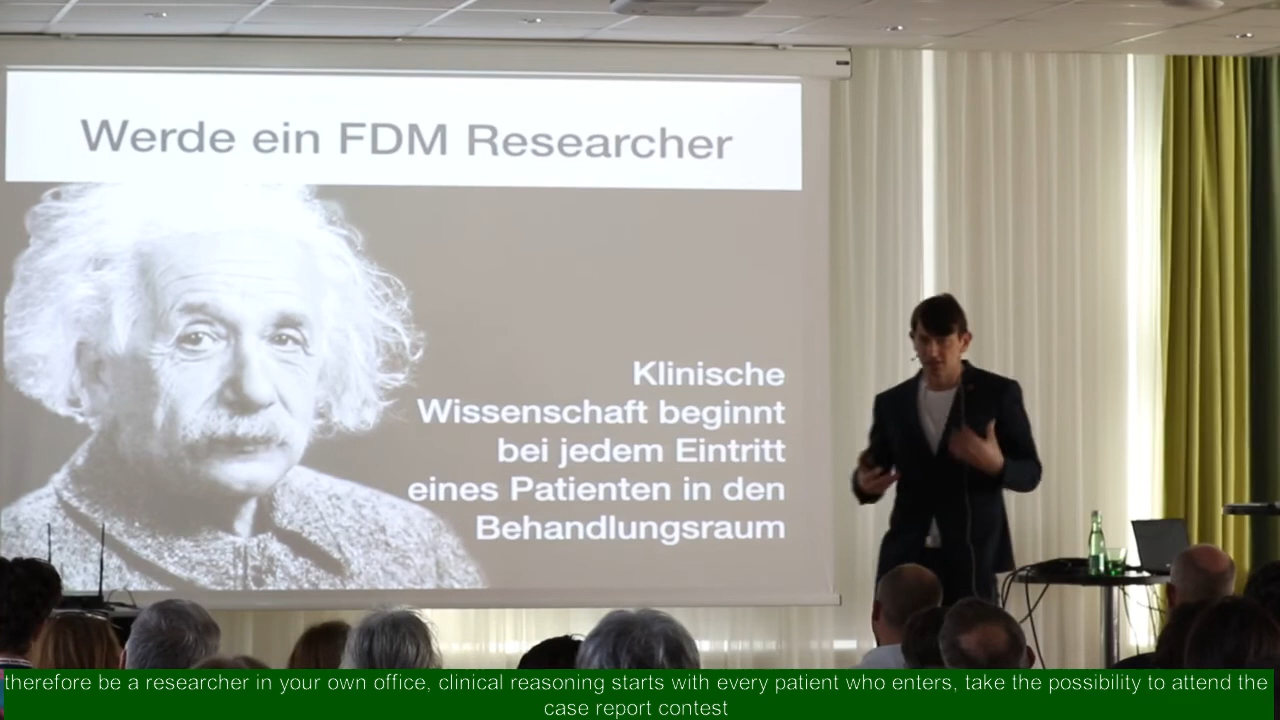 Werde ein FDM Researcher
Klinische
Wissenschaft beginnt
bei jedem Eintritt
eines Patienten in den
Behandlungsraum
therefore be a researcher in your own office, clinical reasoning starts with every patient who enters, take the possibility to attend the
case report contest